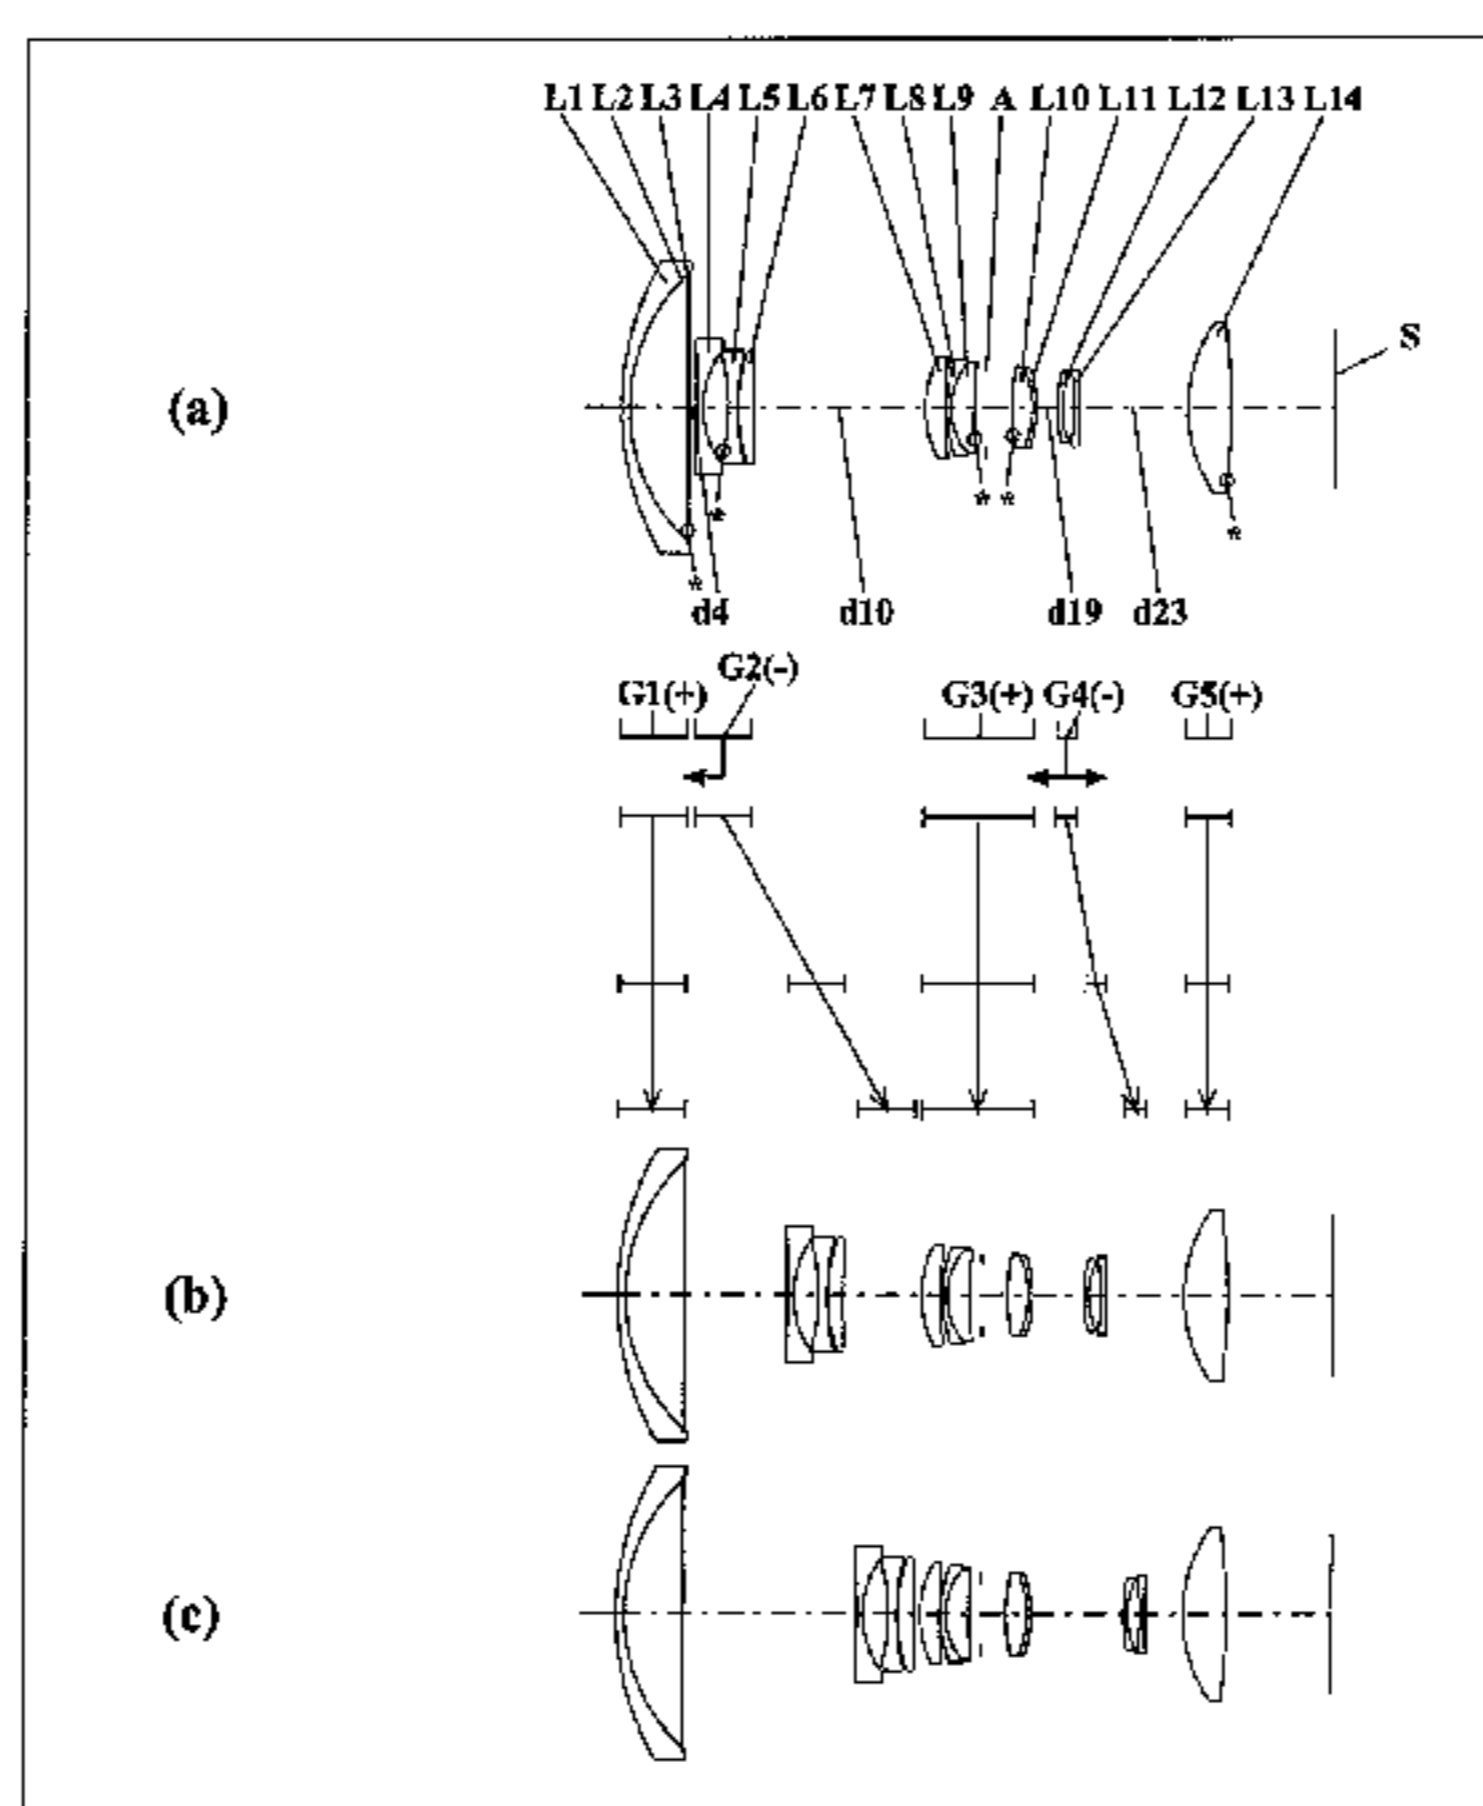 L1 L2 L3 L4 L5 L6 L7 L8 L9 A L10 L11 L12 L13 L14
S
(a)
* * * * *
d4 d10 d19 d23
G2(-)
G1(+) G3(+) G4(-) G5(+)
(b)
(c)